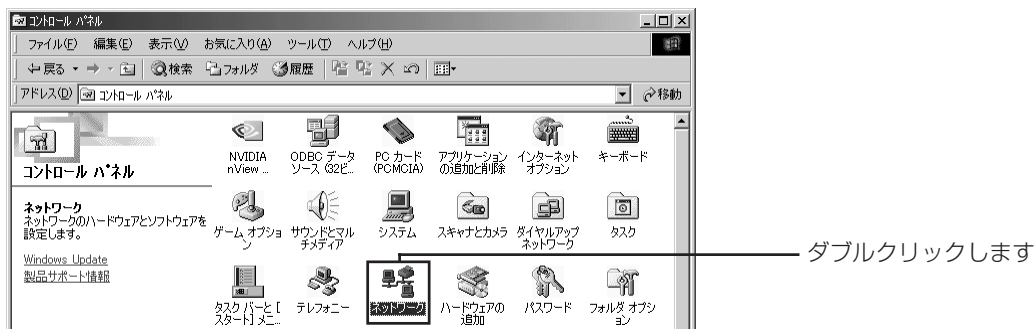 コントロール パネル
ファイル(F) 編集(E) 表示(V) お気に入り(A) ツール(T) ヘルプ(H)
戻る 検索 フォルダ 履歴
アドレス(D) コントロール パネル 移動
コントロール パネル
ネットワーク
ネットワークのハードウェアとソフトウェアを
設定します。
Windows Update
製品サポート情報
NVIDIA
nView ...
ODBC データ
ソース (32ビ...
PC カード
(PCMCIA)
アプリケーション
の追加と削除
インターネット
オプション
キーボード
ゲーム オプショ
ン
サウンドとマル
チメディア
システム
スキャナとカメラ
ダイヤルアップ
ネットワーク
タスク
タスク バーと [
スタート] メニ...
テレフォニー
ネットワーク
ハードウェアの
追加
パスワード
フォルダ オプシ
ョン
ダブルクリックします